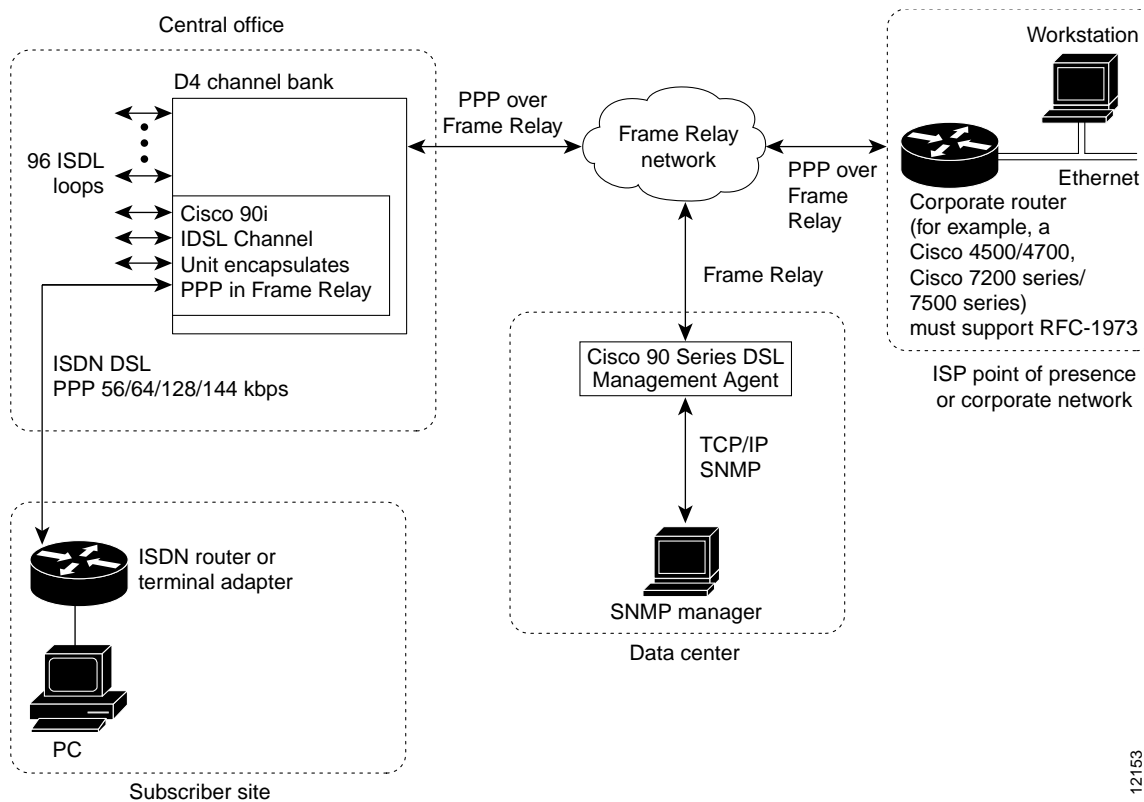 Central office
D4 channel bank
96 ISDL
loops
Cisco 90i
IDSL Channel
Unit encapsulates
PPP in Frame Relay
ISDN DSL
PPP 56/64/128/144 kbps
PPP over
Frame Relay
Frame Relay
network
PPP over
Frame
Relay
Workstation
Ethernet
Corporate router
(for example, a
Cisco 4500/4700,
Cisco 7200 series/
7500 series)
must support RFC-1973
ISP point of presence
or corporate network
Frame Relay
Cisco 90 Series DSL
Management Agent
TCP/IP
SNMP
SNMP manager
Data center
ISDN router or
terminal adapter
PC
Subscriber site
12153